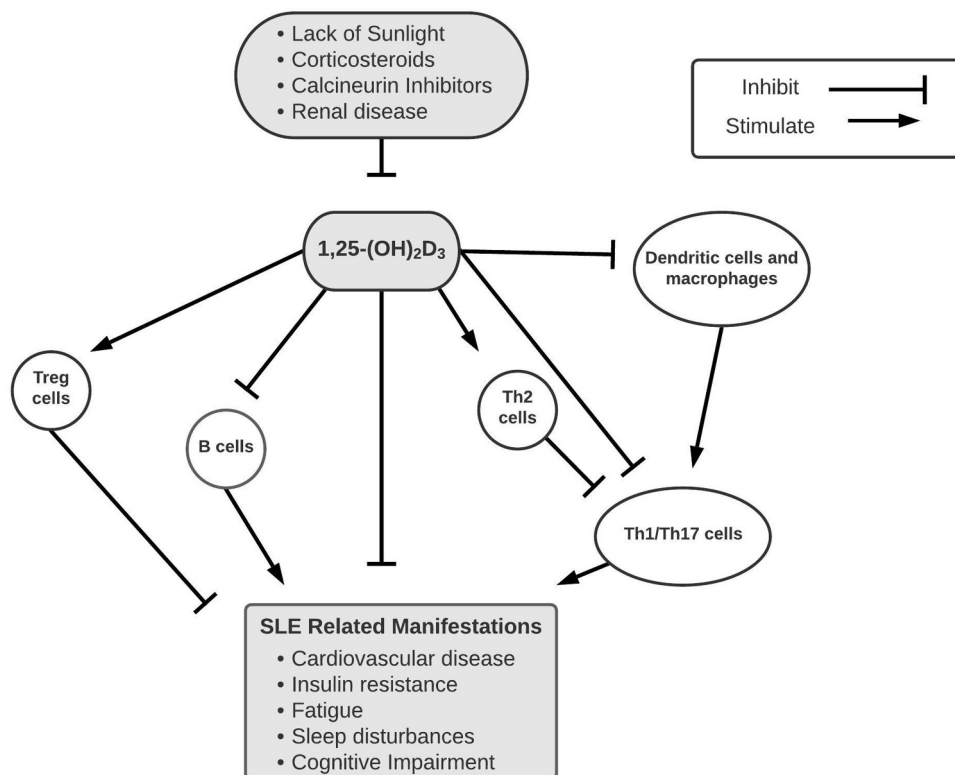 • Lack of Sunlight
• Corticosteroids
• Calcineurin Inhibitors
• Renal disease
Inhibit
Stimulate
1,25-(OH)₂D₃
Dendritic cells and
macrophages
Treg
cells
B cells
Th2
cells
Th1/Th17 cells
SLE Related Manifestations
• Cardiovascular disease
• Insulin resistance
• Fatigue
• Sleep disturbances
• Cognitive Impairment